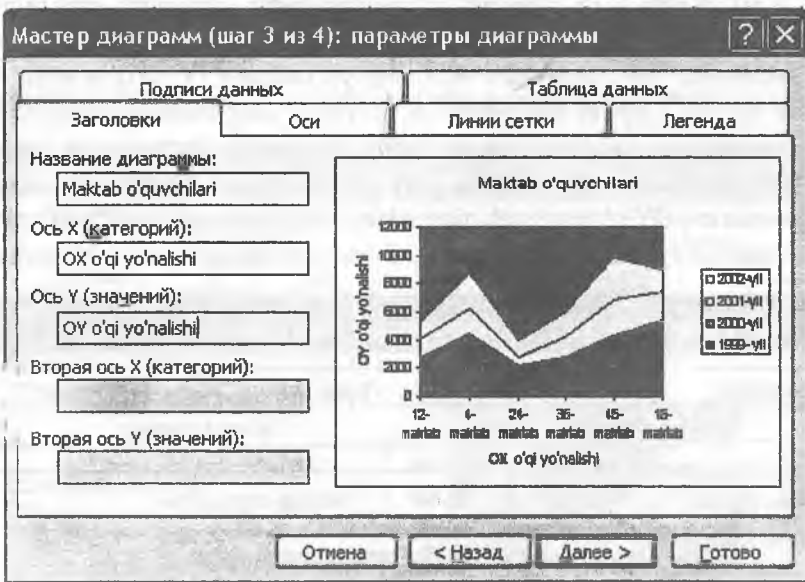 Мастер диаграмм (шаг 3 из 4): параметры диаграммы
Подписи данных
Таблица данных
Заголовки
Оси
Линии сетки
Легенда
Название диаграммы:
Maktab o'quvchilari
Ось X (категорий):
OX o'qi yo'nalishi
Ось Y (значений):
OY o'qi yo'nalishi
Вторая ось X (категорий):
Вторая ось Y (значений):
Maktab o'quvchilari
OY o'qi yo'nalishi
12000
10000
8000
6000
4000
2000
0
12- 4- 24- 35- 45- 16-
maktab maktab maktab maktab maktab maktab
OX o'qi yo'nalishi
2002-yil
2001-yil
2000-yil
1999-yil
Отмена
< Назад
Далее >
Готово